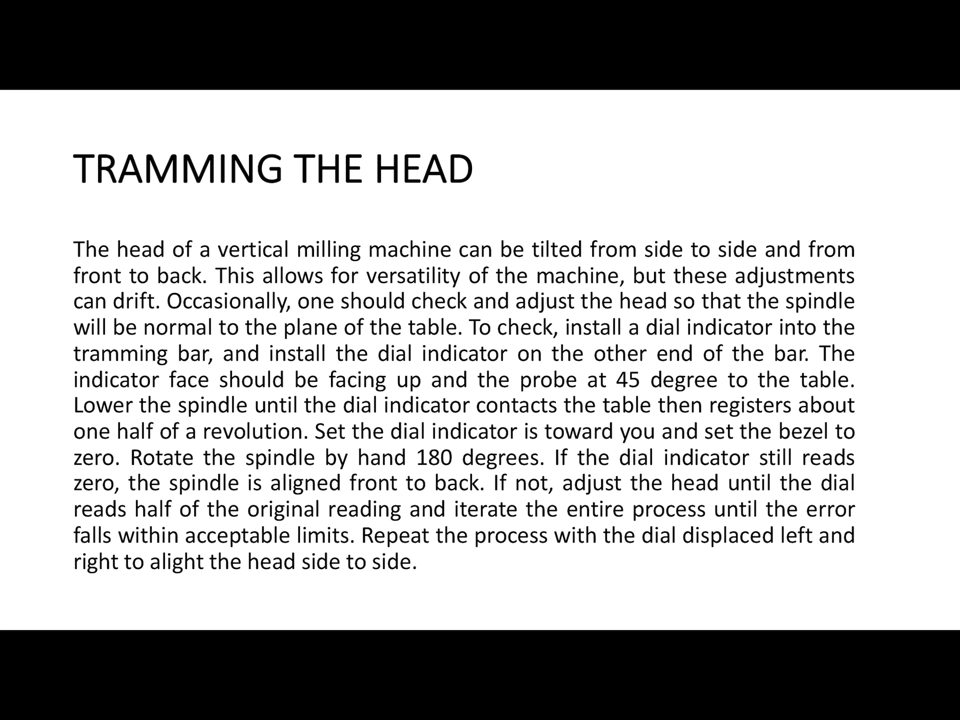 TRAMMING THE HEAD
The head of a vertical milling machine can be tilted from side to side and from
front to back. This allows for versatility of the machine, but these adjustments
can drift. Occasionally, one should check and adjust the head so that the spindle
will be normal to the plane of the table. To check, install a dial indicator into the
tramming bar, and install the dial indicator on the other end of the bar. The
indicator face should be facing up and the probe at 45 degree to the table.
Lower the spindle until the dial indicator contacts the table then registers about
one half of a revolution. Set the dial indicator is toward you and set the bezel to
zero. Rotate the spindle by hand 180 degrees. If the dial indicator still reads
zero, the spindle is aligned front to back. If not, adjust the head until the dial
reads half of the original reading and iterate the entire process until the error
falls within acceptable limits. Repeat the process with the dial displaced left and
right to alight the head side to side.